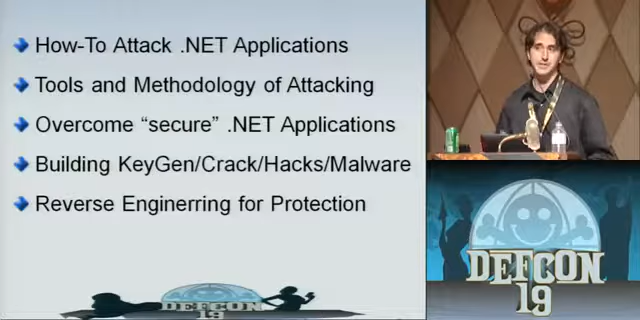 How-To Attack .NET Applications
Tools and Methodology of Attacking
Overcome “secure” .NET Applications
Building KeyGen/Crack/Hacks/Malware
Reverse Enginerring for Protection
DEFCON
19
DEFCON
19